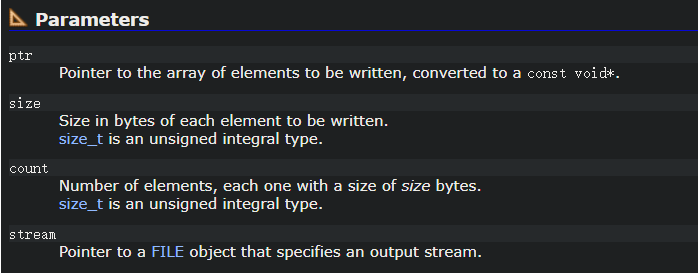 Parameters
ptr
Pointer to the array of elements to be written, converted to a const void*.
size
Size in bytes of each element to be written.
size_t is an unsigned integral type.
count
Number of elements, each one with a size of size bytes.
size_t is an unsigned integral type.
stream
Pointer to a FILE object that specifies an output stream.